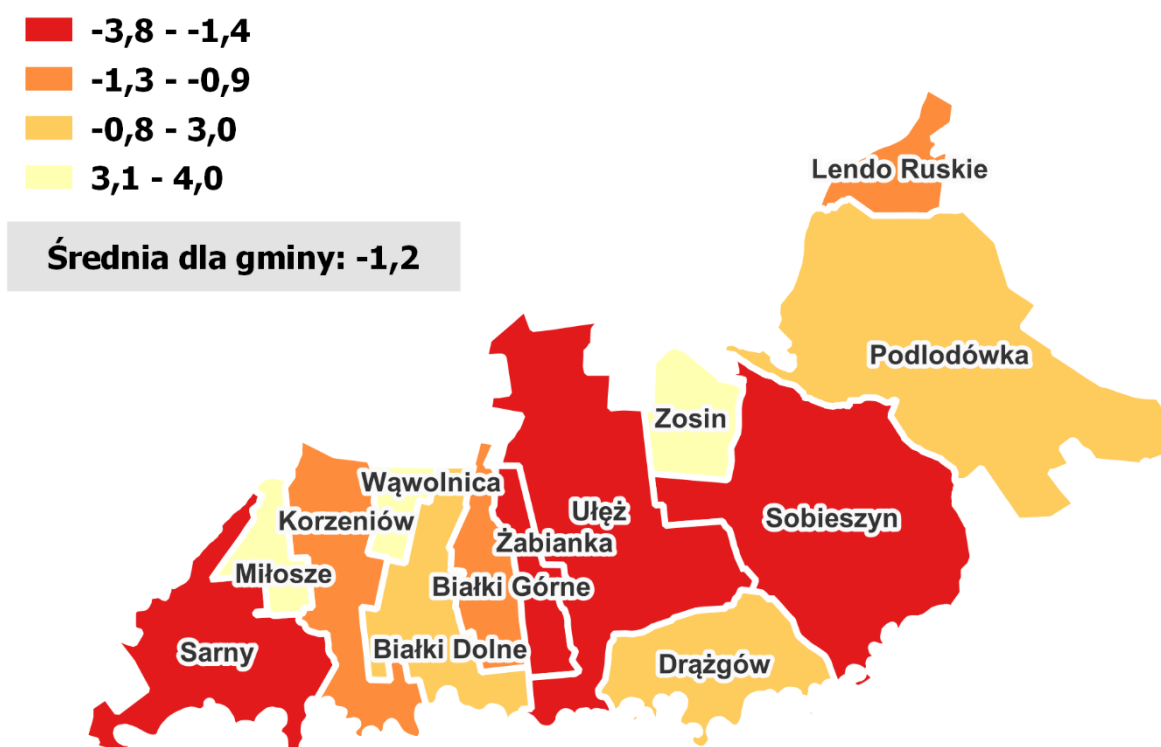 -3,8 - -1,4
-1,3 - -0,9
-0,8 - 3,0
3,1 - 4,0
Średnia dla gminy: -1,2
Lendo Ruskie
Podlodówka
Zosin
Wąwolnica
Ułęż
Sobieszyn
Korzeniów
Żabianka
Miłosze
Białki Górne
Sarny
Białki Dolne
Drążgów